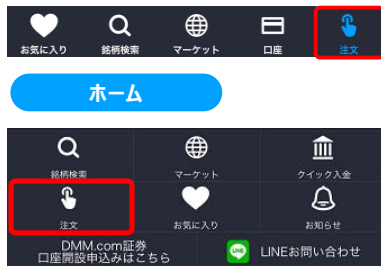 お気に入り 銘柄検索 マーケット 口座 注文
ホーム
銘柄検索 マーケット クイック入金
注文 お気に入り お知らせ
DMM.com証券
口座開設申込みはこちら
LINE LINEお問い合わせ